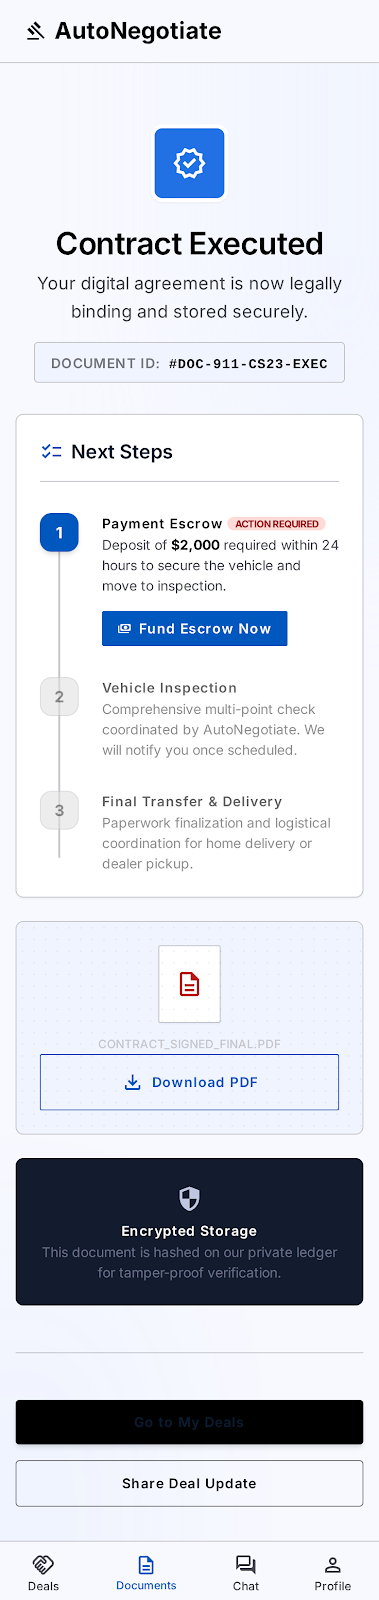 AutoNegotiate
Contract Executed
Your digital agreement is now legally
binding and stored securely.
DOCUMENT ID: #DOC-911-CS23-EXEC
Next Steps
1
Payment Escrow ACTION REQUIRED
Deposit of $2,000 required within 24
hours to secure the vehicle and
move to inspection.
Fund Escrow Now
2
Vehicle Inspection
Comprehensive multi-point check
coordinated by AutoNegotiate. We
will notify you once scheduled.
3
Final Transfer & Delivery
Paperwork finalization and logistical
coordination for home delivery or
dealer pickup.
CONTRACT_SIGNED_FINAL.PDF
Download PDF
Encrypted Storage
This document is hashed on our private ledger
for tamper-proof verification.
Go to My Deals
Share Deal Update
Deals Documents Chat Profile